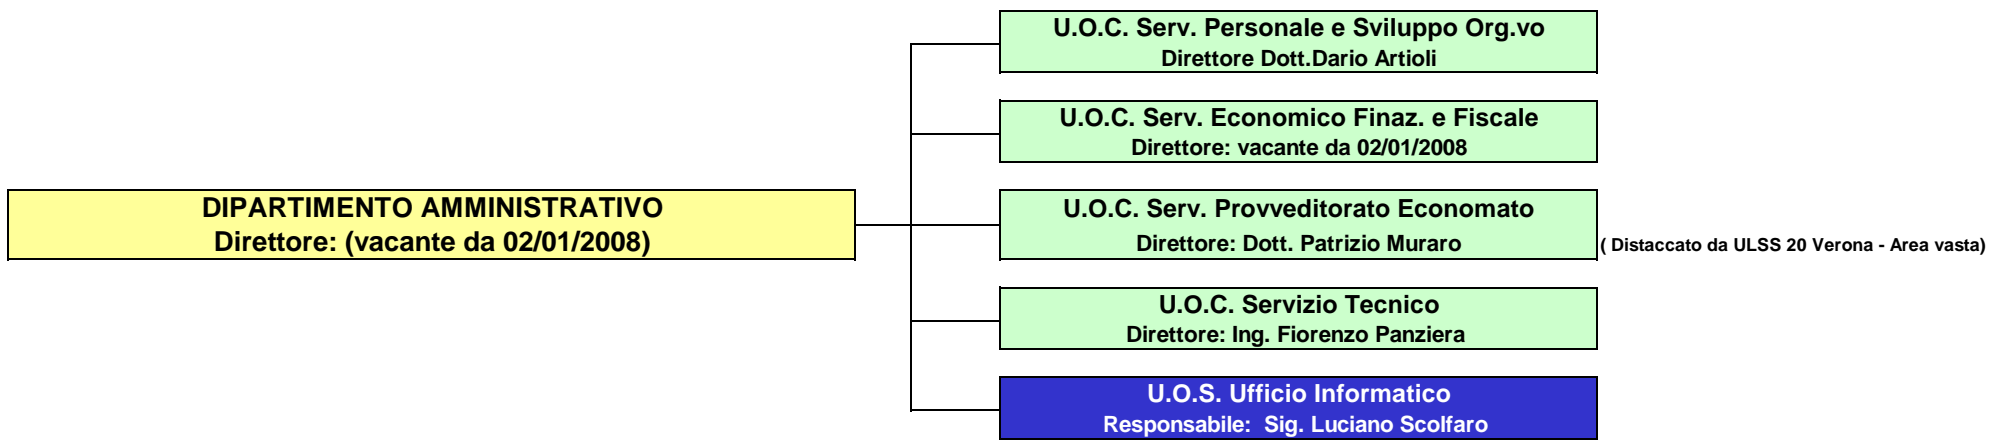 U.O.C. Serv. Personale e Sviluppo Org.vo
Direttore Dott.Dario Artioli
U.O.C. Serv. Economico Finaz. e Fiscale
Direttore: vacante da 02/01/2008
DIPARTIMENTO AMMINISTRATIVO
Direttore: (vacante da 02/01/2008)
U.O.C. Serv. Provveditorato Economato
Direttore: Dott. Patrizio Muraro
( Distaccato da ULSS 20 Verona - Area vasta)
U.O.C. Servizio Tecnico
Direttore: Ing. Fiorenzo Panziera
U.O.S. Ufficio Informatico
Responsabile: Sig. Luciano Scolfaro